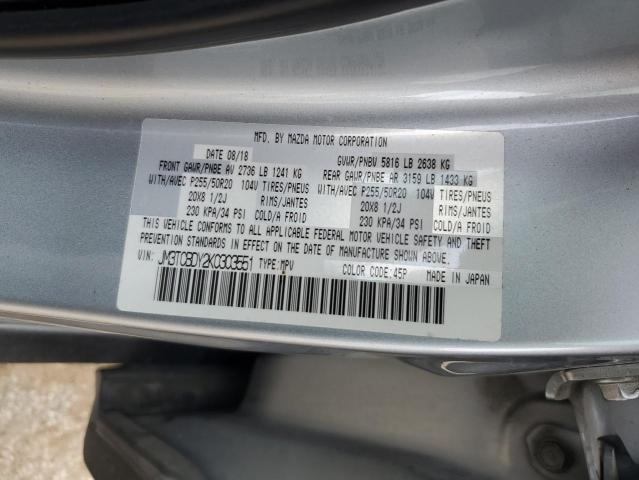 MFD. BY MAZDA MOTOR CORPORATION
DATE 08/18 GVWR/PNBV 5816 LB 2638 KG
FRONT GAWR/PNBE AV 2736 LB 1241 KG REAR GAWR/PNBE AR 3159 LB 1433 KG
WITH/AVEC P255/50R20 104V TIRES/PNEUS WITH/AVEC P255/50R20 104V TIRES/PNEUS
20X8 1/2J RIMS/JANTES 20X8 1/2J RIMS/JANTES
230 KPA/34 PSI COLD/A FROID 230 KPA/34 PSI COLD/A FROID
THIS VEHICLE CONFORMS TO ALL APPLICABLE FEDERAL MOTOR VEHICLE SAFETY AND THEFT
PREVENTION STANDARDS IN EFFECT ON THE DATE OF MANUFACTURE SHOWN ABOVE.
VIN: JM3TCBDY2K0303551 TYPE:MPV COLOR CODE:45P MADE IN JAPAN